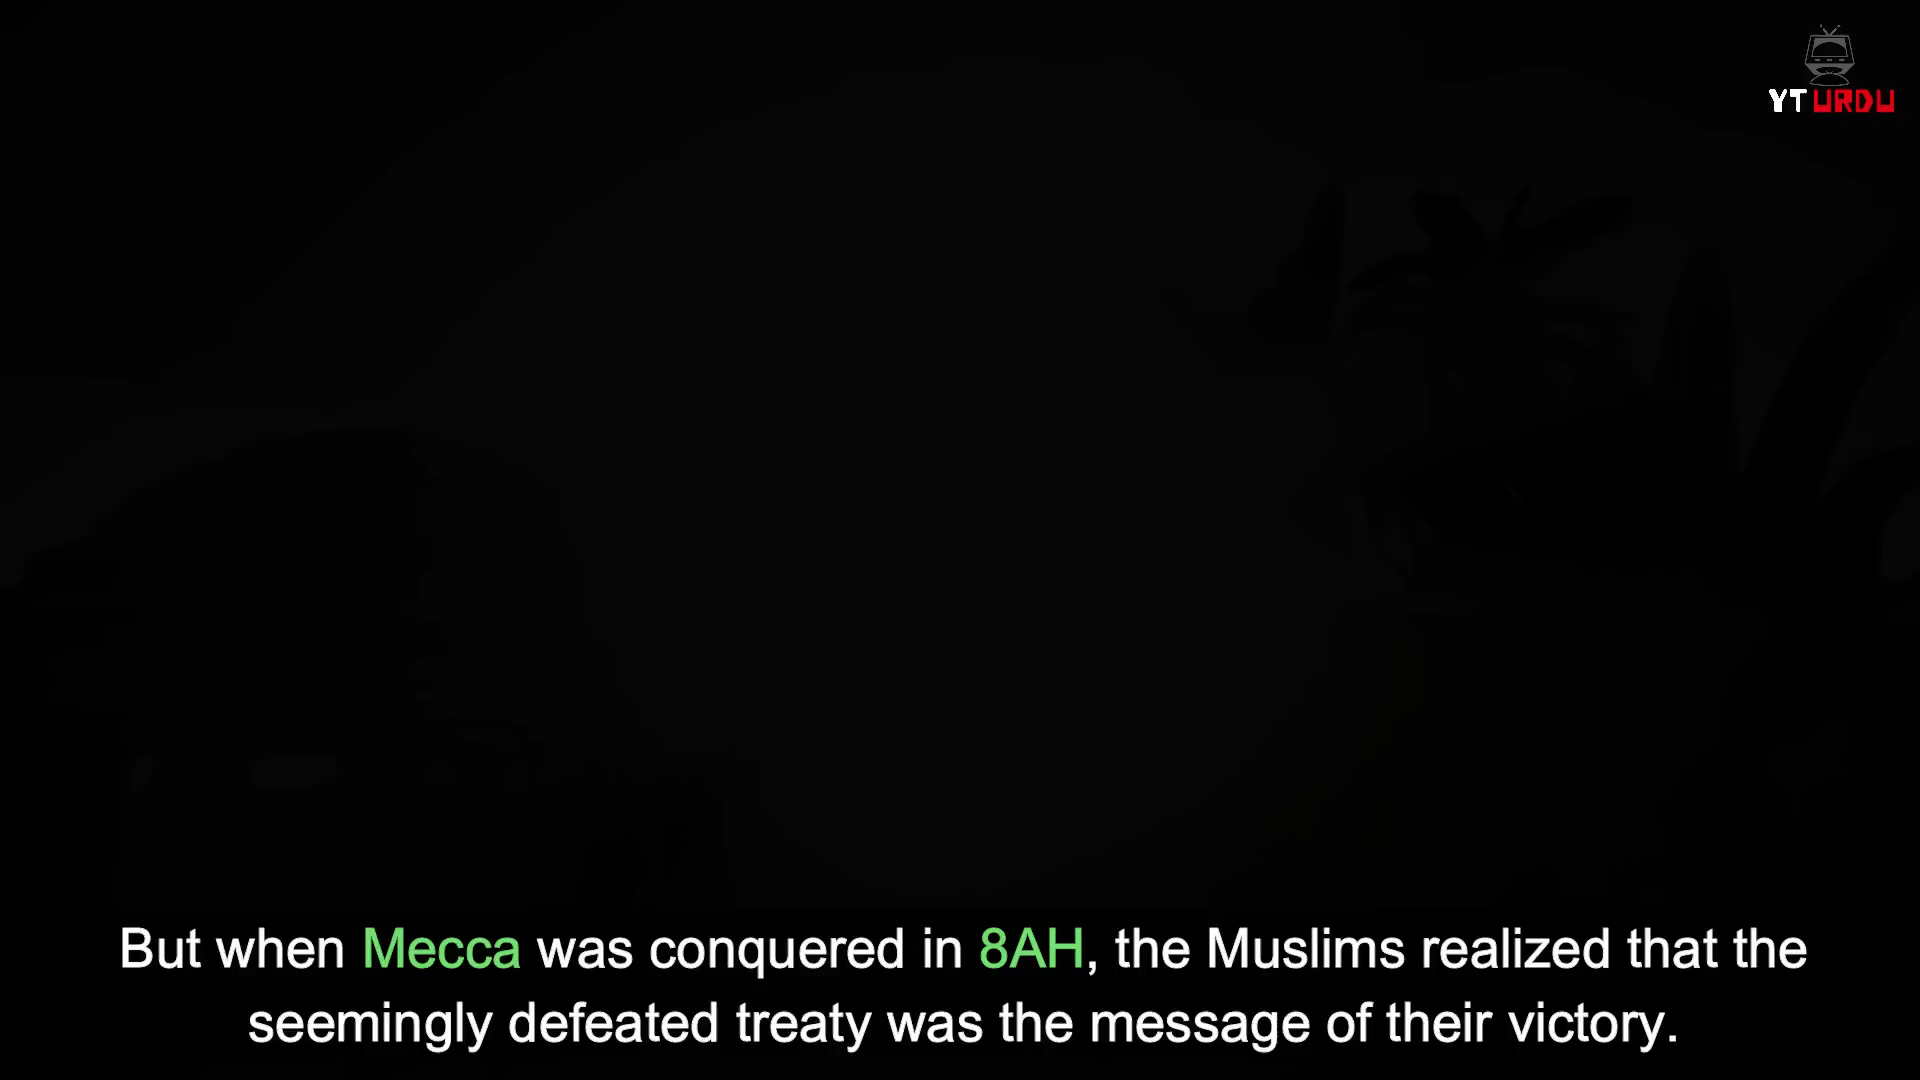 YT URDU
But when Mecca was conquered in 8AH, the Muslims realized that the
seemingly defeated treaty was the message of their victory.